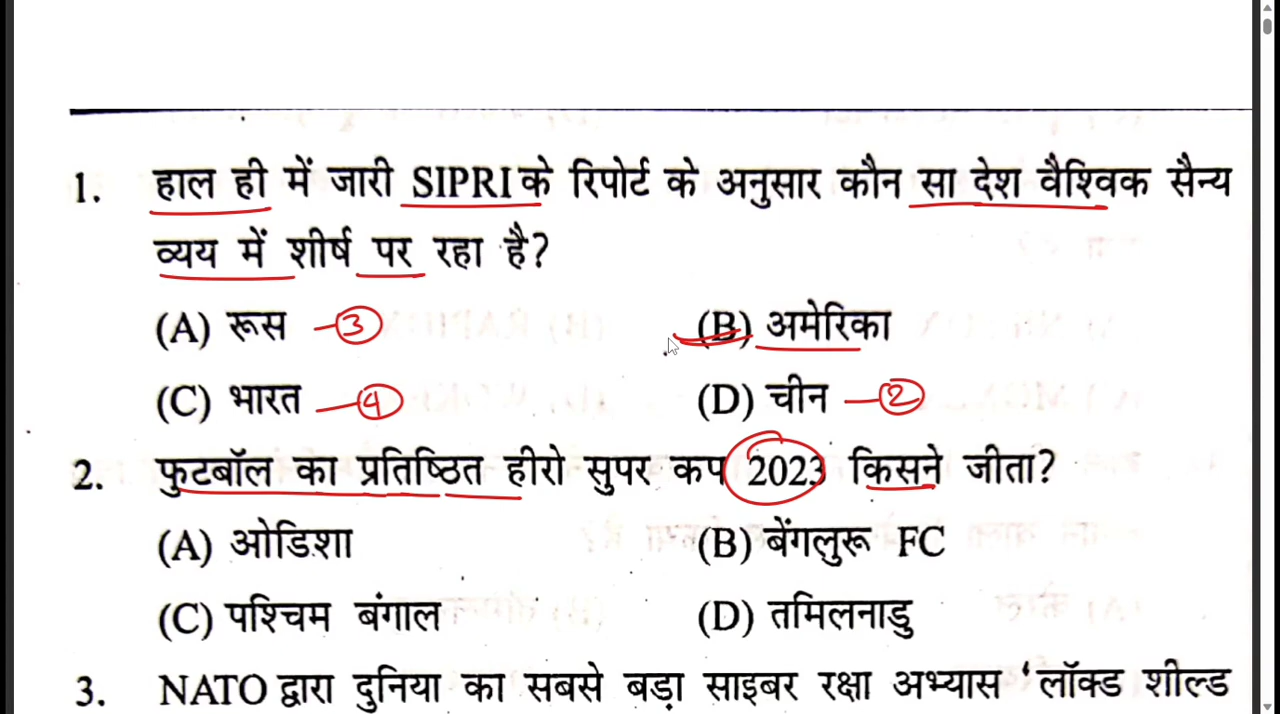 1. हाल ही में जारी SIPRI के रिपोर्ट के अनुसार कौन सा देश वैश्विक सैन्य
व्यय में शीर्ष पर रहा है?
(A) रूस – 3 (B) अमेरिका
(C) भारत – 4 (D) चीन – 2
2. फुटबॉल का प्रतिष्ठित हीरो सुपर कप 2023 किसने जीता?
(A) ओडिशा (B) बेंगलुरू FC
(C) पश्चिम बंगाल (D) तमिलनाडु
3. NATO द्वारा दुनिया का सबसे बड़ा साइबर रक्षा अभ्यास ‘लॉक्ड शील्ड